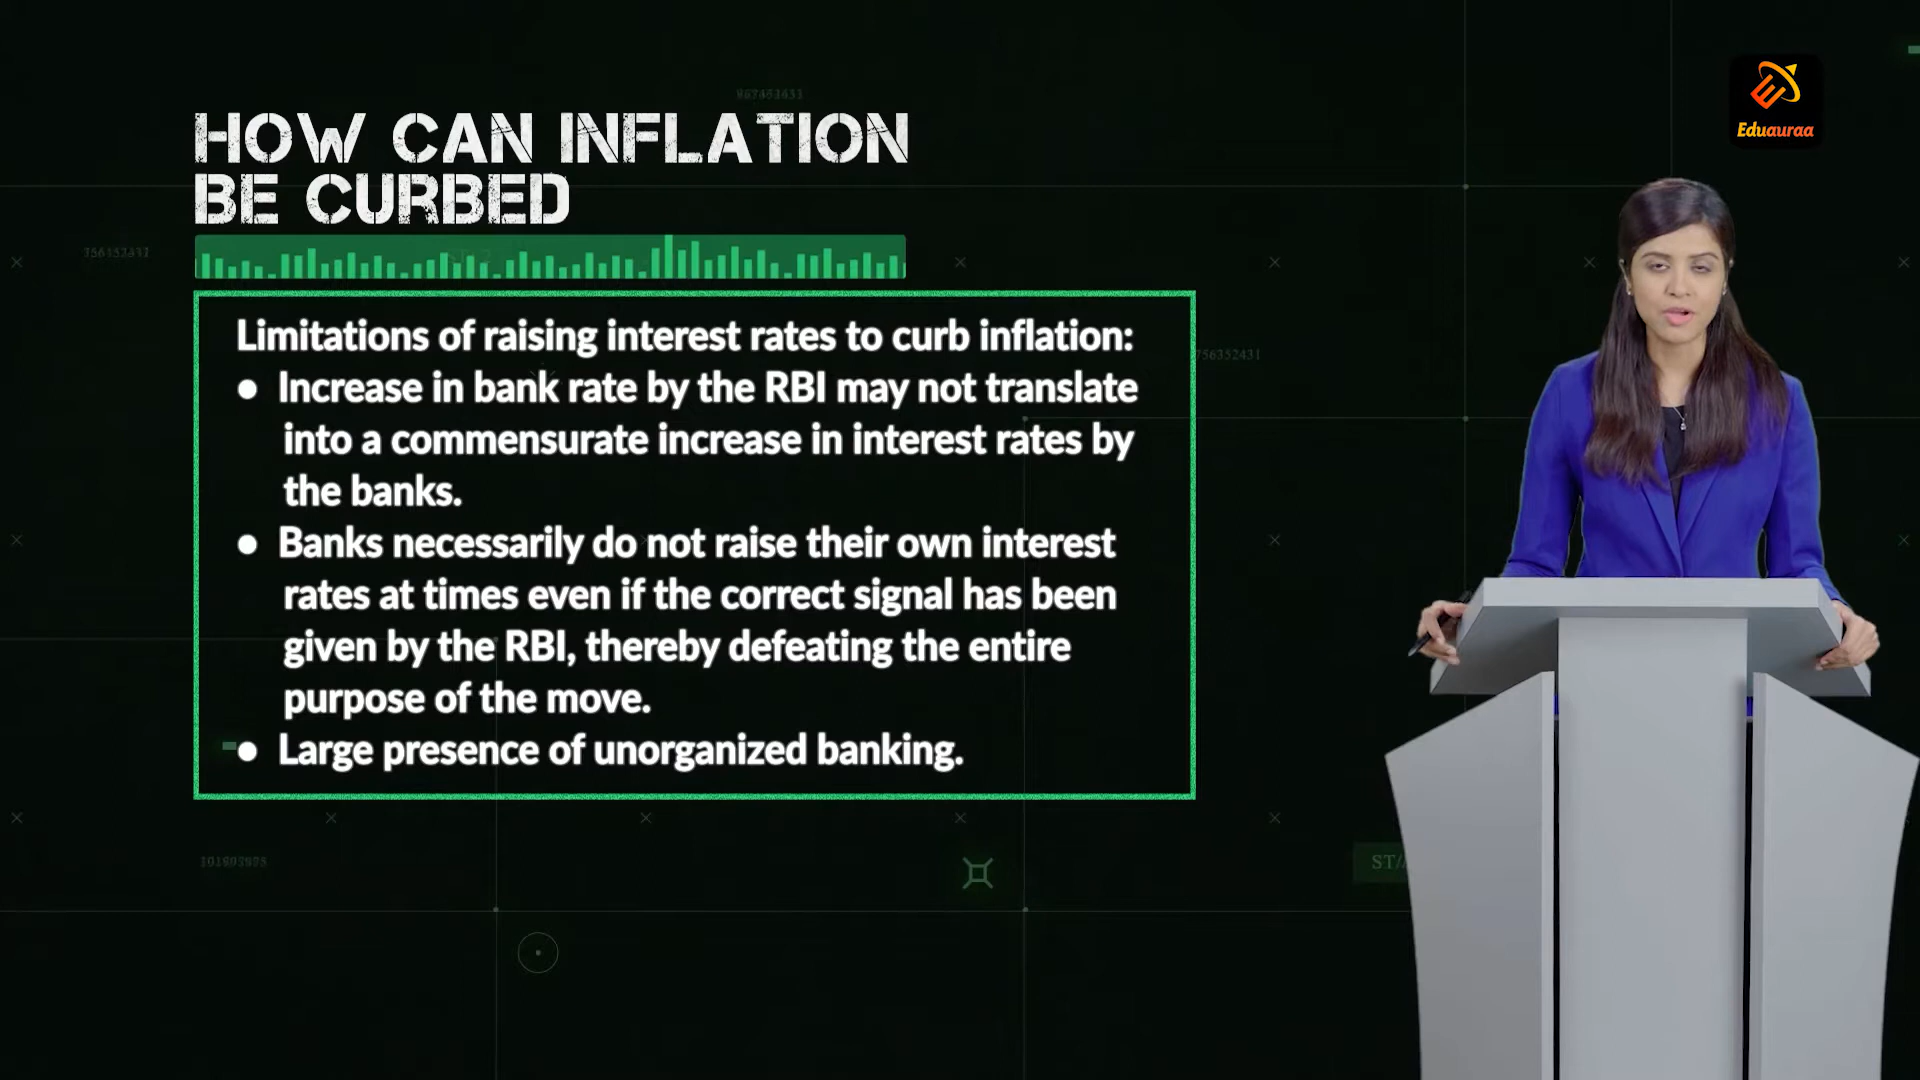 867453431
HOW CAN INFLATION
BE CURBED
Eduauraa
Limitations of raising interest rates to curb inflation:
● Increase in bank rate by the RBI may not translate
into a commensurate increase in interest rates by
the banks.
● Banks necessarily do not raise their own interest
rates at times even if the correct signal has been
given by the RBI, thereby defeating the entire
purpose of the move.
● Large presence of unorganized banking.
756352431
ST/